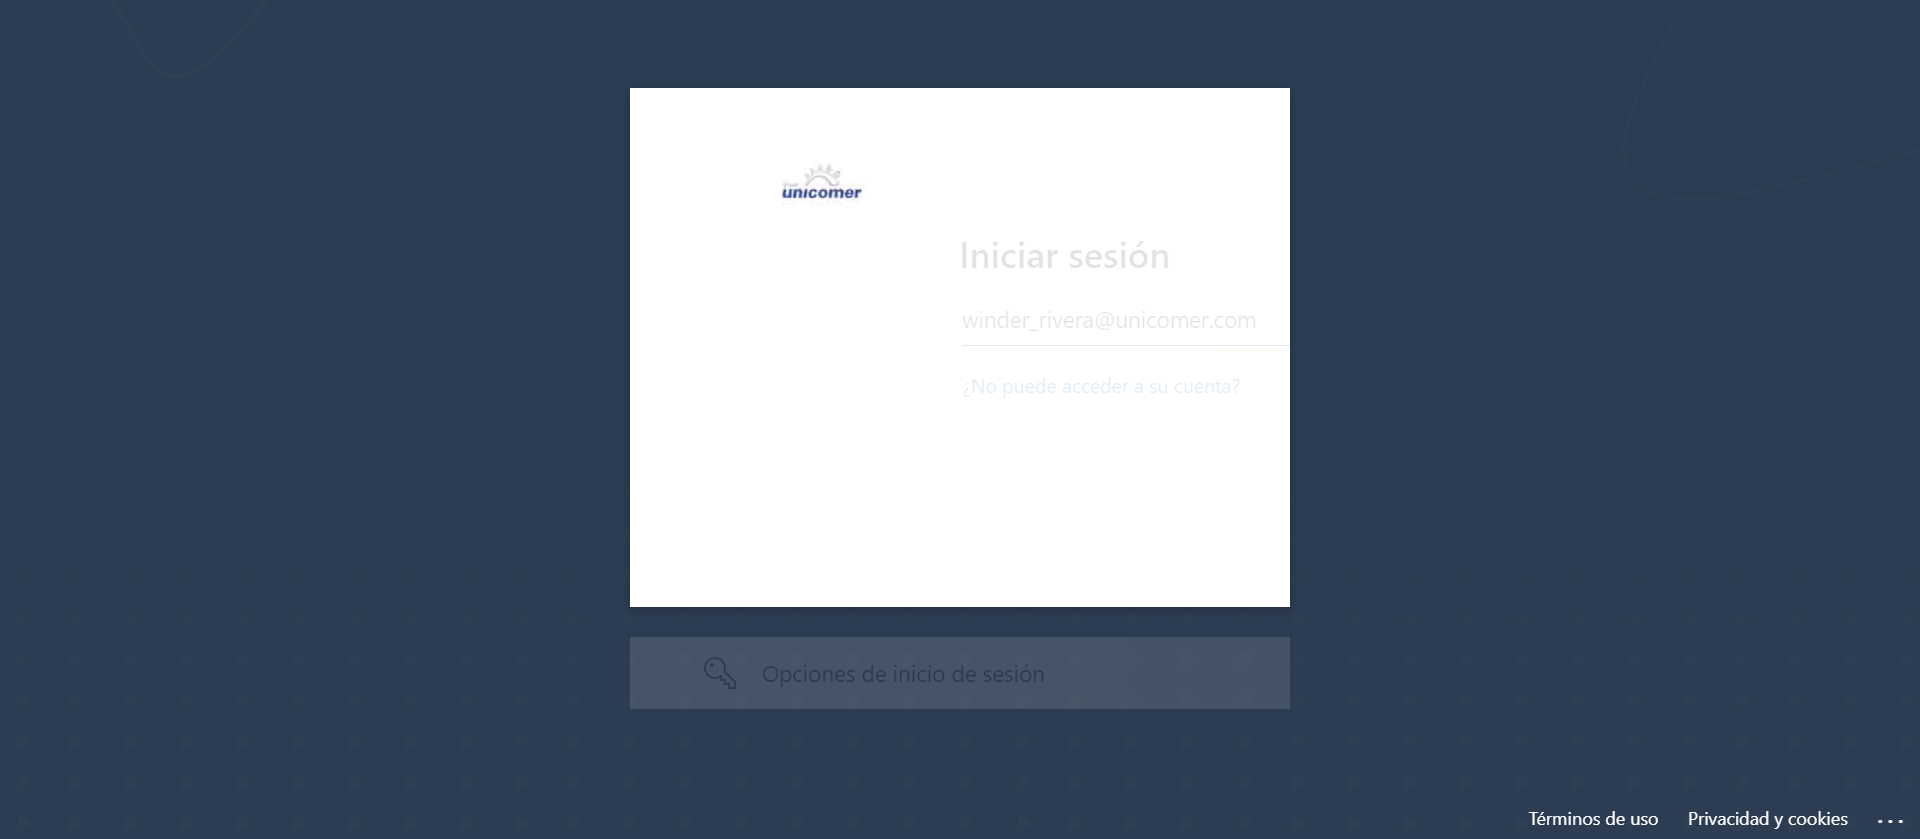 unicomer
Iniciar sesión
winder_rivera@unicomer.com
¿No puede acceder a su cuenta?
Opciones de inicio de sesión
Términos de uso
Privacidad y cookies
...